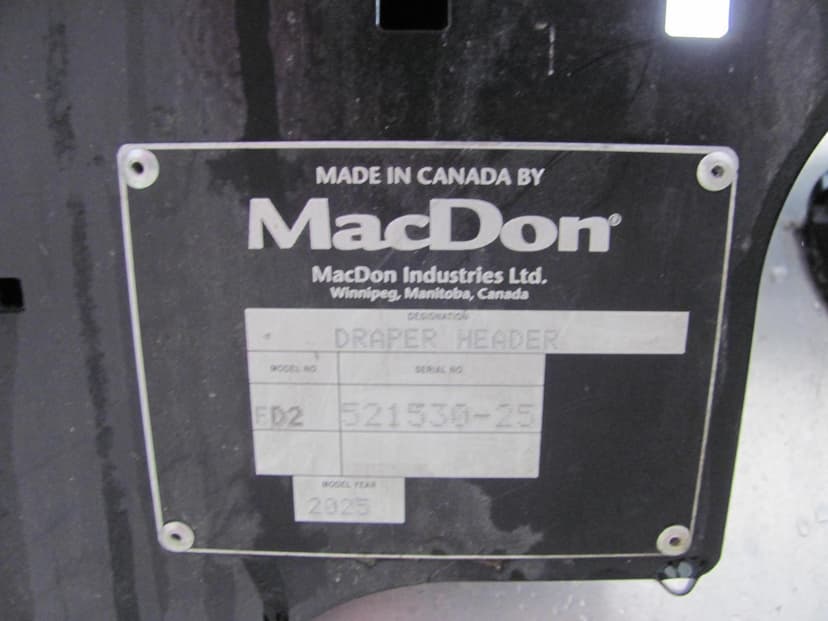 MADE IN CANADA BY
MacDon®
MacDon Industries Ltd.
Winnipeg, Manitoba, Canada
DESIGNATION
DRAPER HEADER
MODEL NO. SERIAL NO.
FD2 521530-25
MODEL YEAR
2025